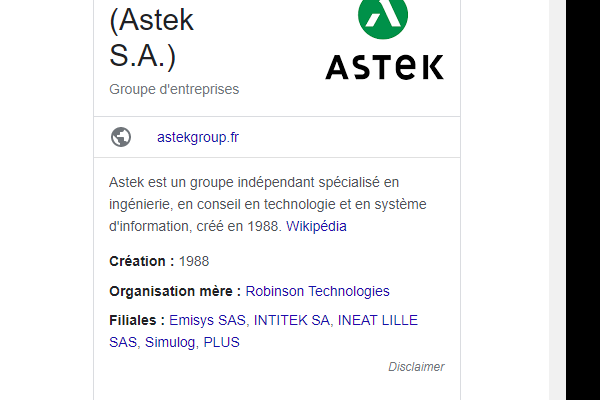 (Astek
S.A.)
ASTEK
Groupe d'entreprises
astekgroup.fr
Astek est un groupe indépendant spécialisé en
ingénierie, en conseil en technologie et en système
d'information, créé en 1988. Wikipédia
Création : 1988
Organisation mère : Robinson Technologies
Filiales : Emisys SAS, INTITEK SA, INEAT LILLE
SAS, Simulog, PLUS
Disclaimer